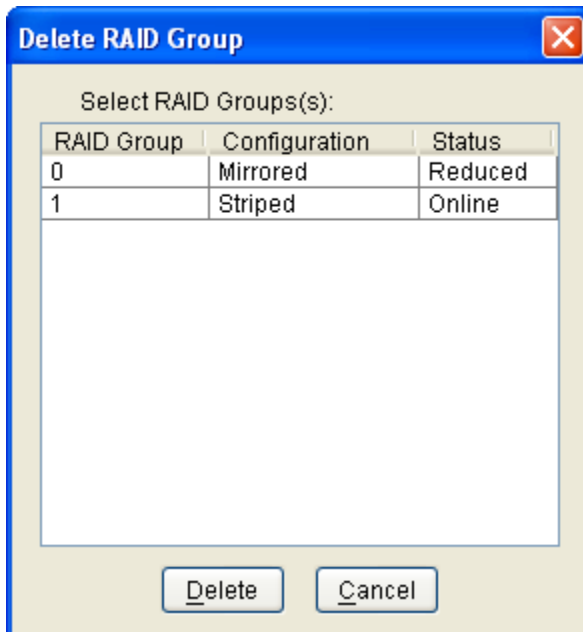 Delete RAID Group
Select RAID Groups(s):
RAID Group Configuration Status
0 Mirrored Reduced
1 Striped Online
Delete Cancel